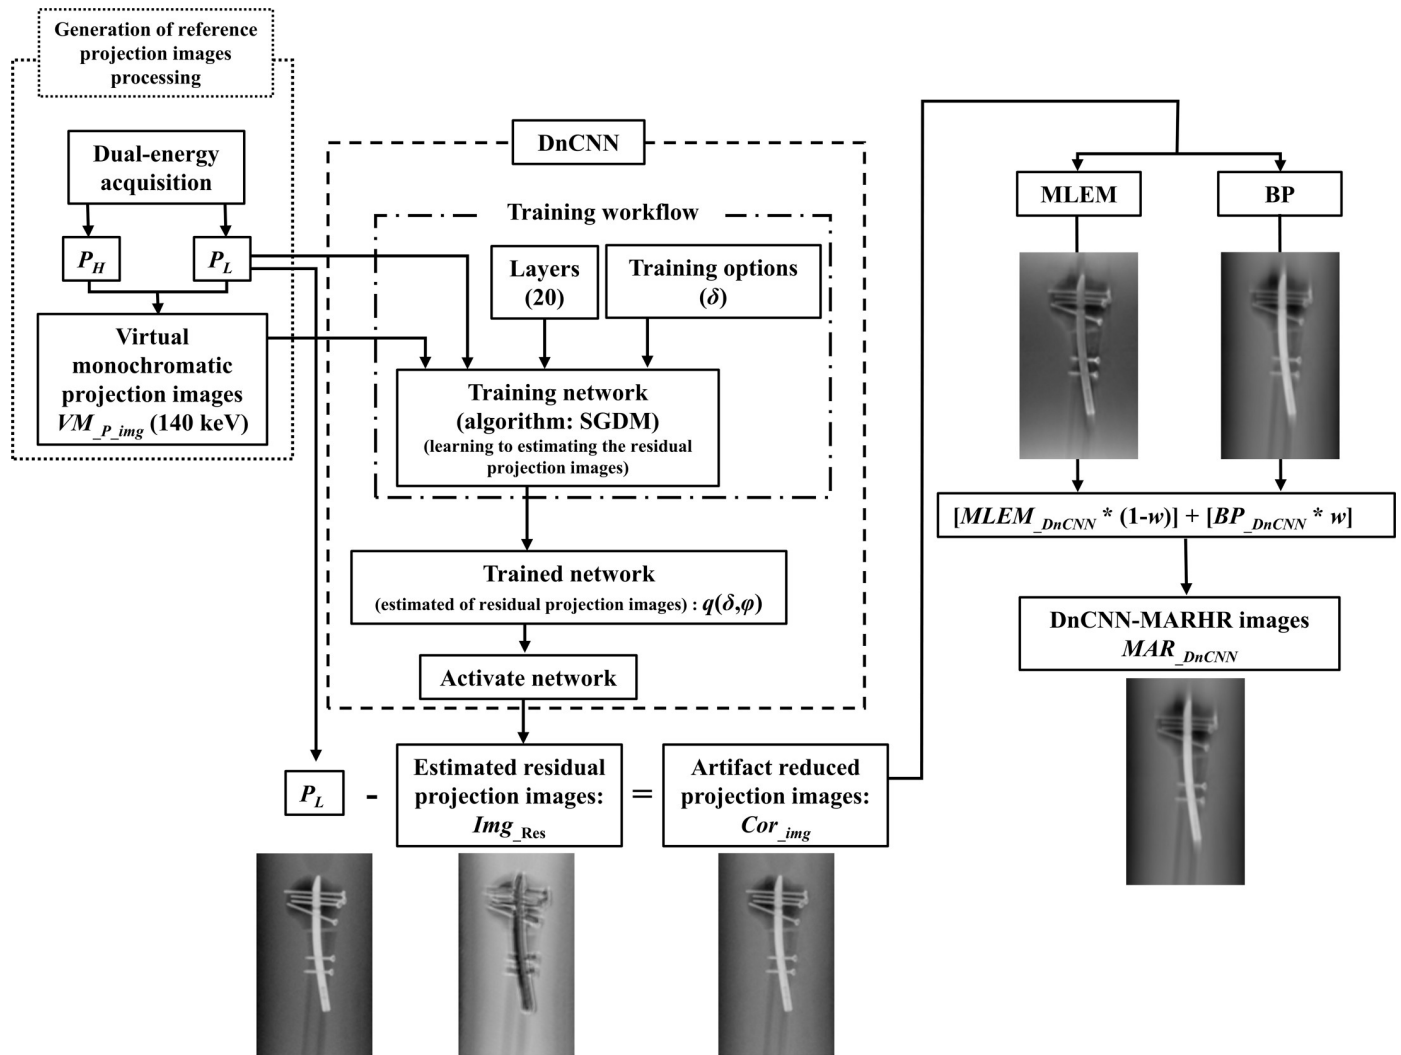 Generation of reference
projection images
processing
Dual-energy
acquisition
P_H
P_L
Virtual
monochromatic
projection images
VM_P_img (140 keV)
DnCNN
Training workflow
Layers
(20)
Training options
(δ)
Training network
(algorithm: SGDM)
(learning to estimating the residual
projection images)
Trained network
(estimated of residual projection images) : q(δ,φ)
Activate network
P_L
-
Estimated residual
projection images:
Img_Res
=
Artifact reduced
projection images:
Cor_img
MLEM
BP
[MLEM_DnCNN * (1-w)] + [BP_DnCNN * w]
DnCNN-MARHR images
MAR_DnCNN